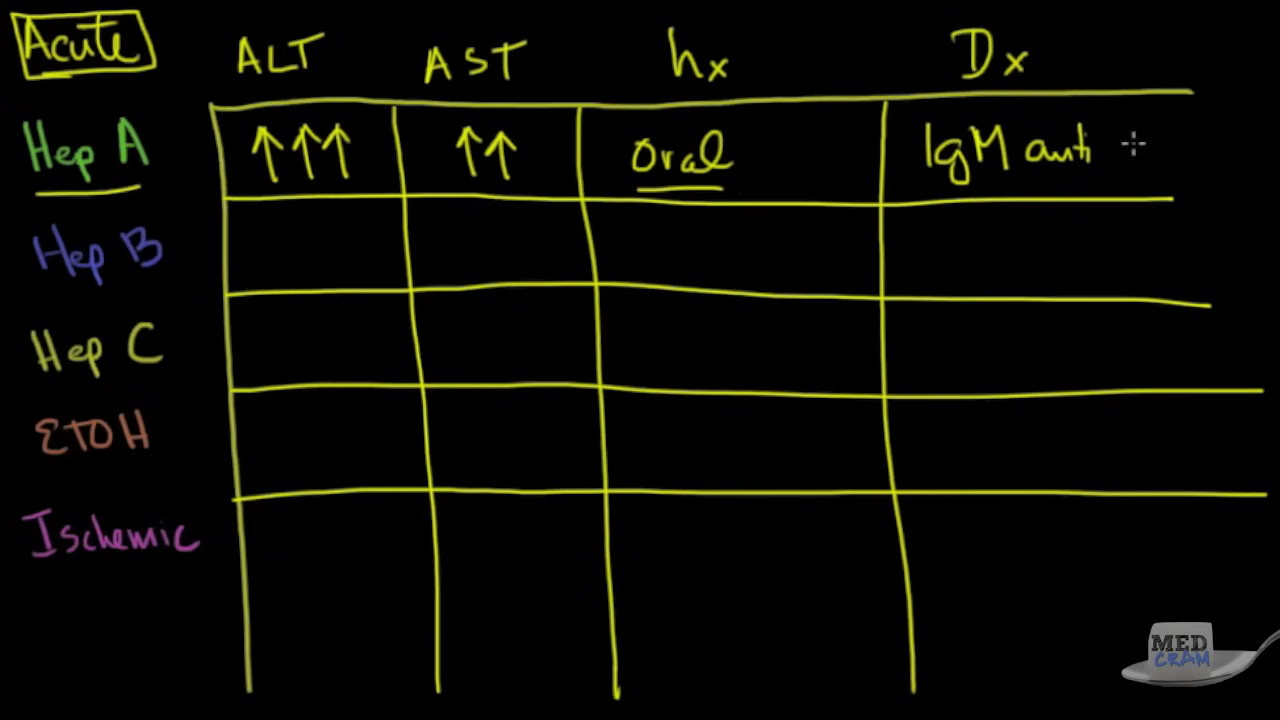 Acute ALT AST hx Dx
Hep A ↑↑↑ ↑↑ oral IgM anti
Hep B
Hep C
ETOH
Ischemic
MED
CRAM